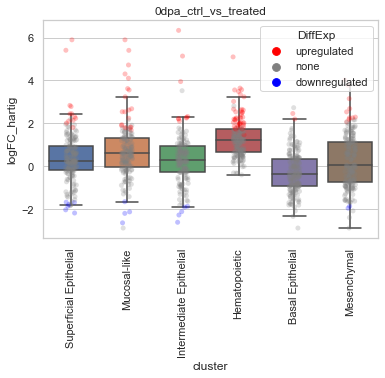 0dpa_ctrl_vs_treated
DiffExp
upregulated
none
downregulated
logFC_hartig
6
4
2
0
−2
Superficial Epithelial
Mucosal-like
Intermediate Epithelial
Hematopoietic
Basal Epithelial
Mesenchymal
cluster